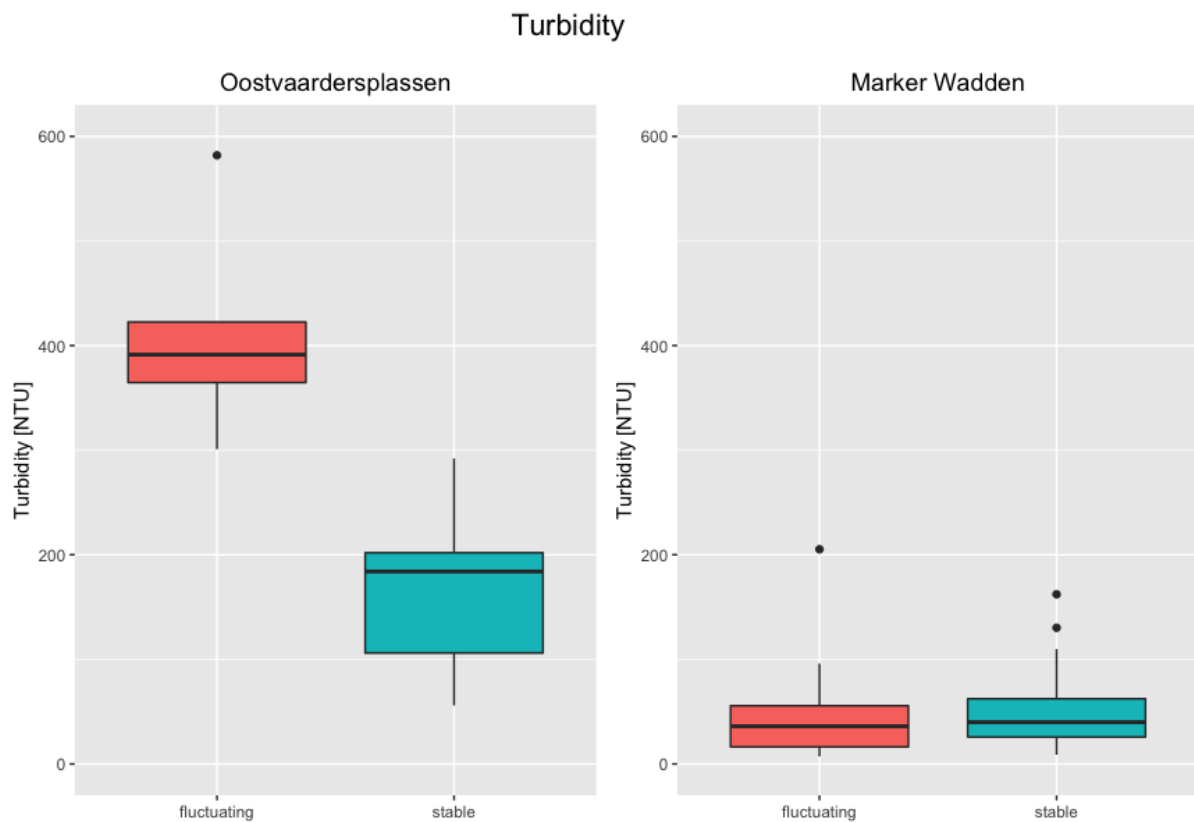 Turbidity
Oostvaardersplassen
Turbidity [NTU]
600
400
200
0
fluctuating
stable
Marker Wadden
Turbidity [NTU]
600
400
200
0
fluctuating
stable